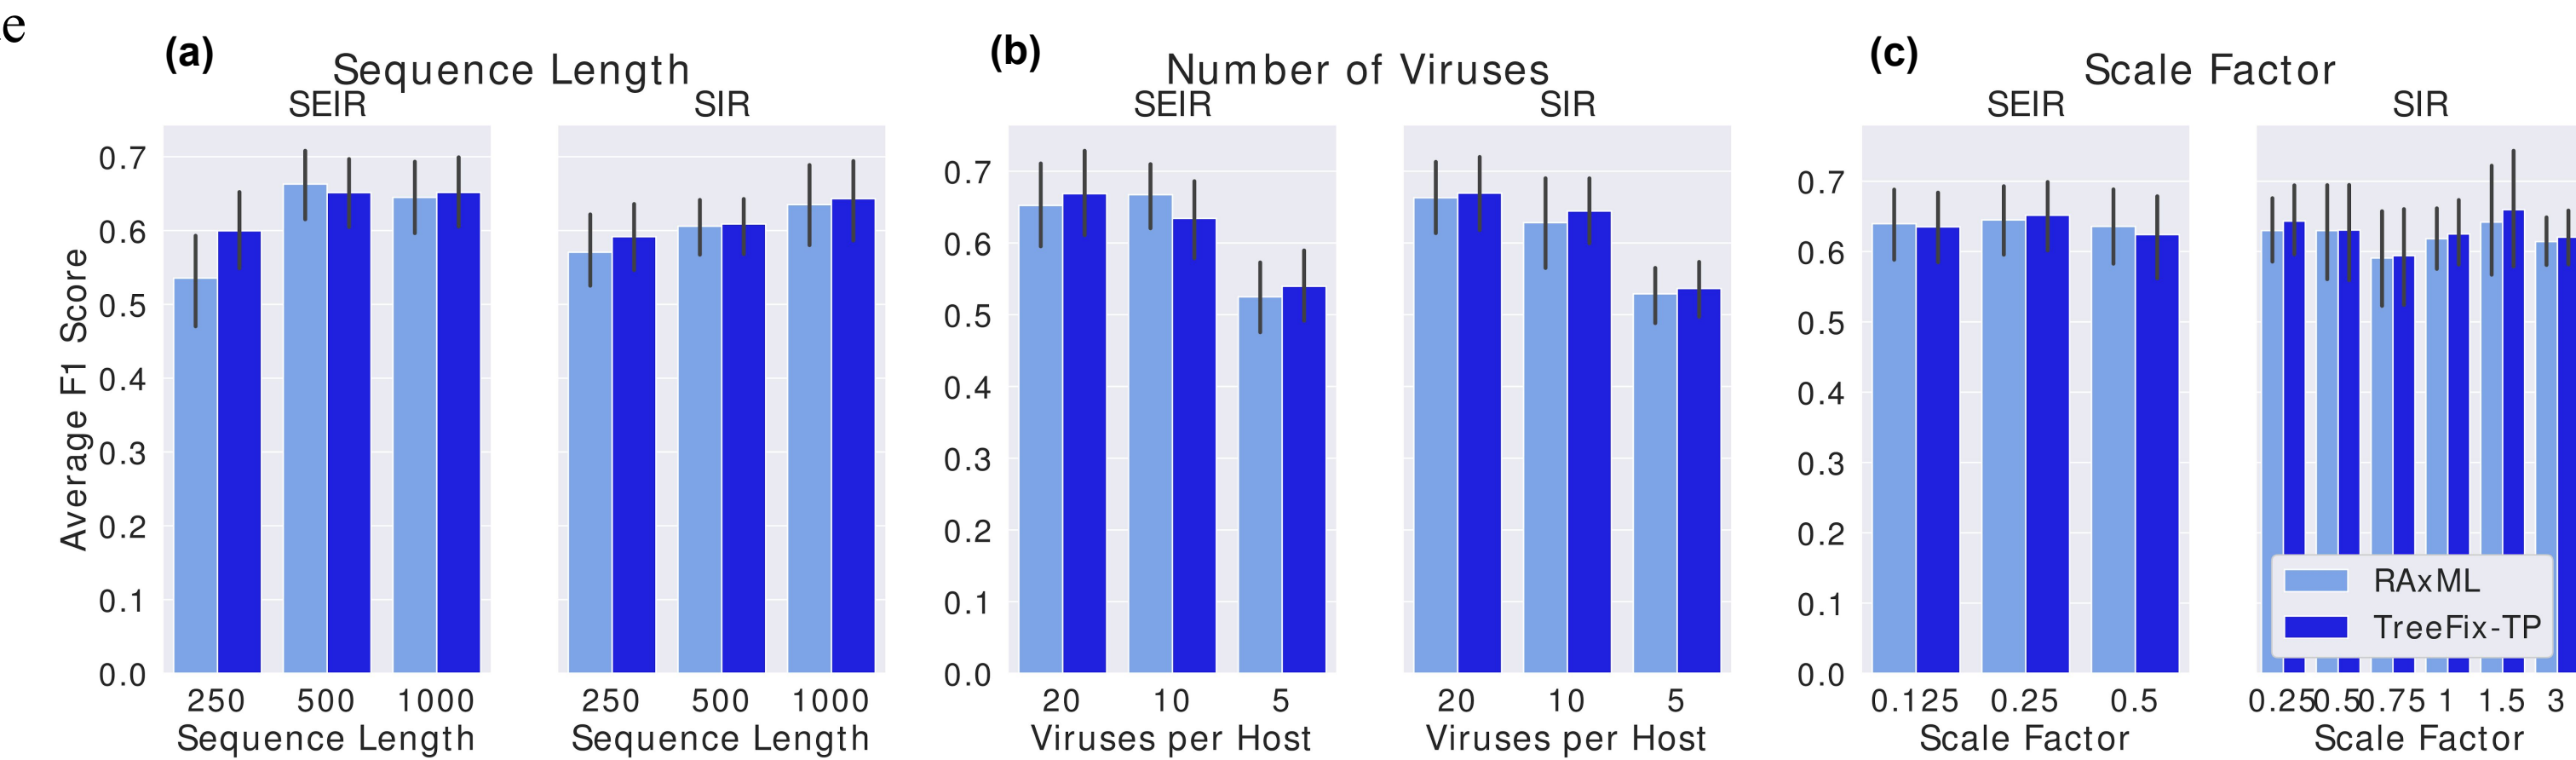 e
(a)
Sequence Length
SEIR
SIR
Average F1 Score
0.7
0.6
0.5
0.4
0.3
0.2
0.1
0.0
250 500 1000
Sequence Length
250 500 1000
Sequence Length
(b)
Number of Viruses
SEIR
SIR
0.7
0.6
0.5
0.4
0.3
0.2
0.1
0.0
20 10 5
Viruses per Host
20 10 5
Viruses per Host
(c)
Scale Factor
SEIR
SIR
0.7
0.6
0.5
0.4
0.3
0.2
0.1
0.0
0.125 0.25 0.5
Scale Factor
RAxML
TreeFix-TP
0.25 0.5 0.75 1 1.5 3
Scale Factor